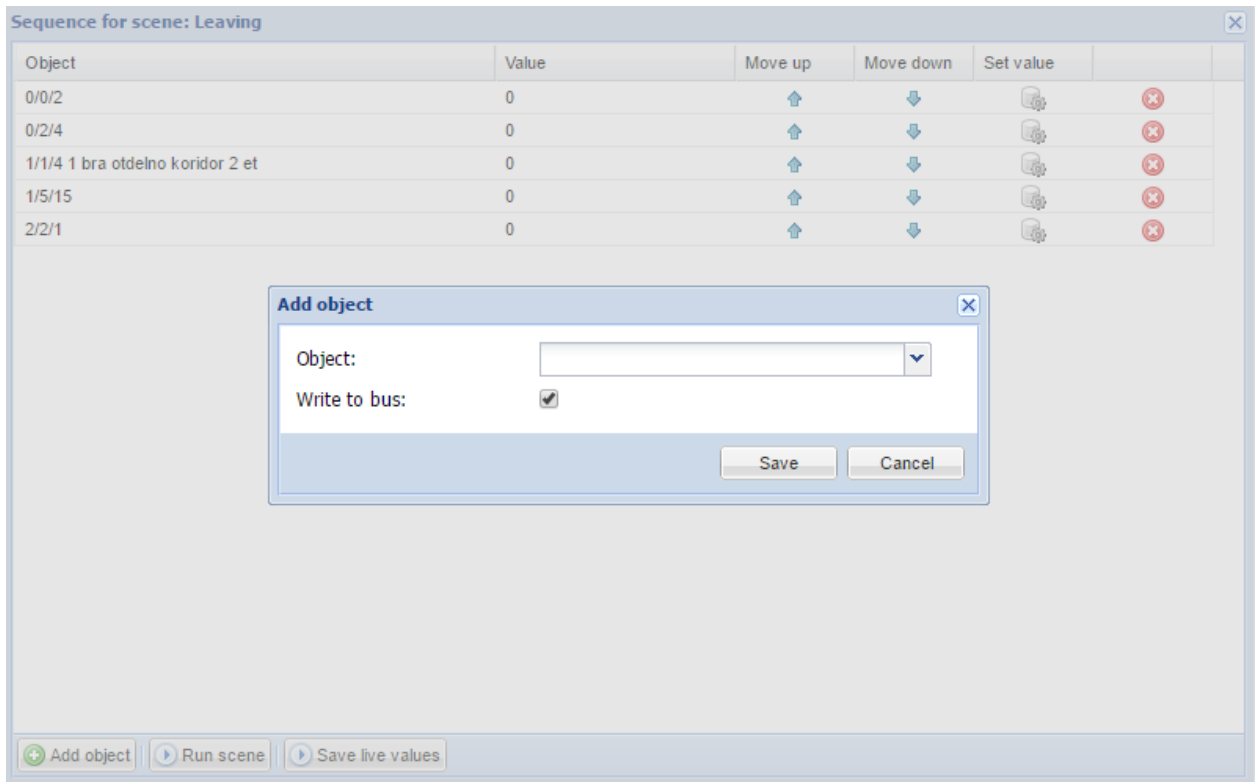 Sequence for scene: Leaving
Object Value Move up Move down Set value
0/0/2 0
0/2/4 0
1/1/4 1 bra otdelno koridor 2 et 0
1/5/15 0
2/2/1 0
Add object
Object:
Write to bus:
Save Cancel
Add object Run scene Save live values